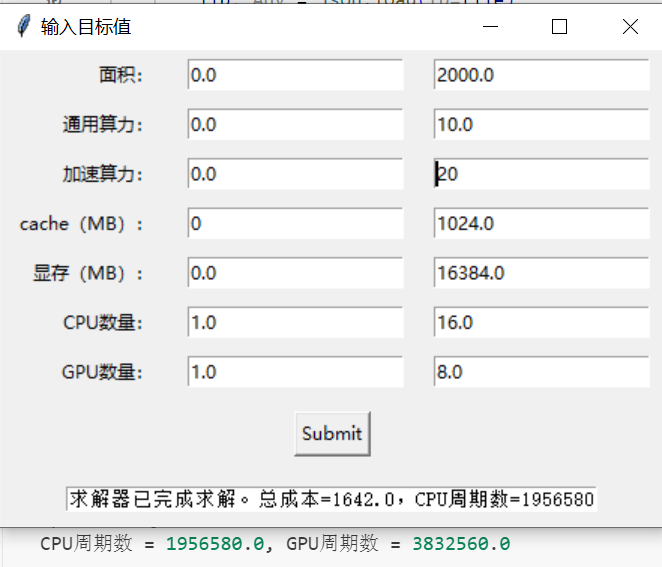 输入目标值
面积： 0.0 2000.0
通用算力： 0.0 10.0
加速算力： 0.0 20
cache（MB）： 0 1024.0
显存（MB）： 0.0 16384.0
CPU数量： 1.0 16.0
GPU数量： 1.0 8.0
Submit
求解器已完成求解。总成本=1642.0，CPU周期数=1956580
CPU周期数 = 1956580.0, GPU周期数 = 3832560.0